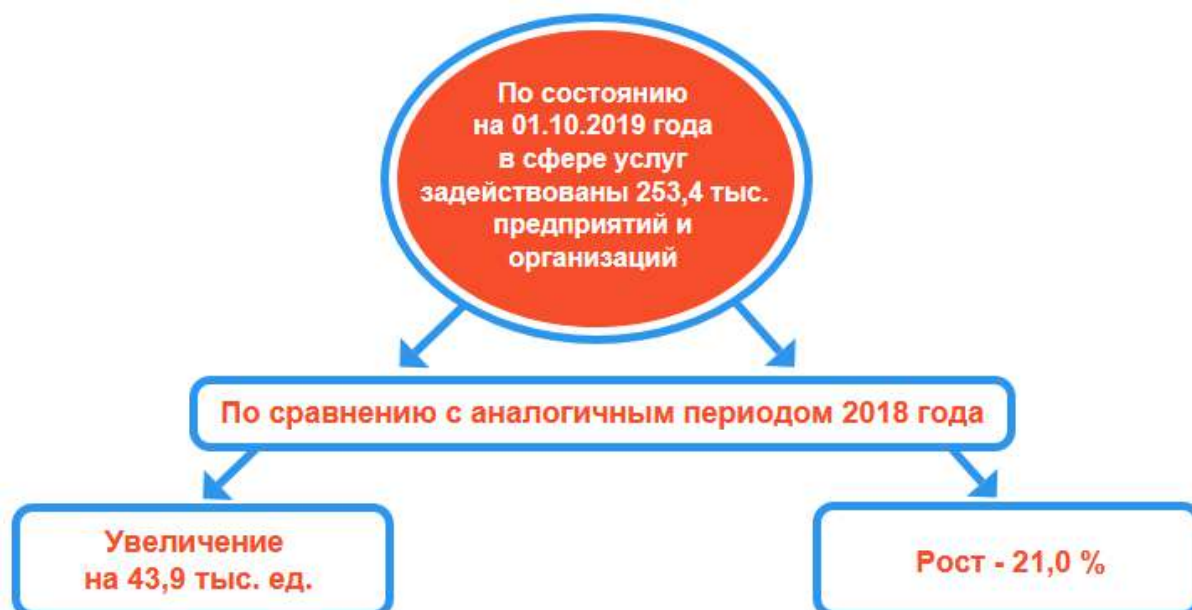 По состоянию
на 01.10.2019 года
в сфере услуг
задействованы 253,4 тыс.
предприятий и
организаций
По сравнению с аналогичным периодом 2018 года
Увеличение
на 43,9 тыс. ед.
Рост - 21,0 %